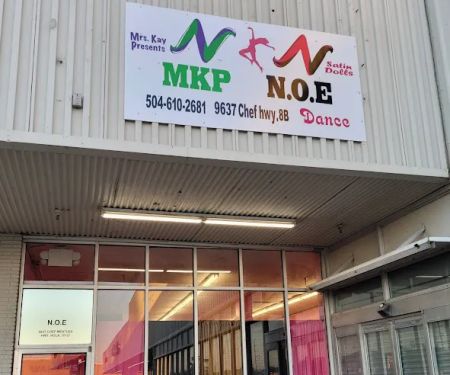 Mrs. Kay
Presents
N
N
Satin
Dolls
MKP
N.O.E
504-610-2681 9637 Chef hwy, 8B
Dance
N.O.E